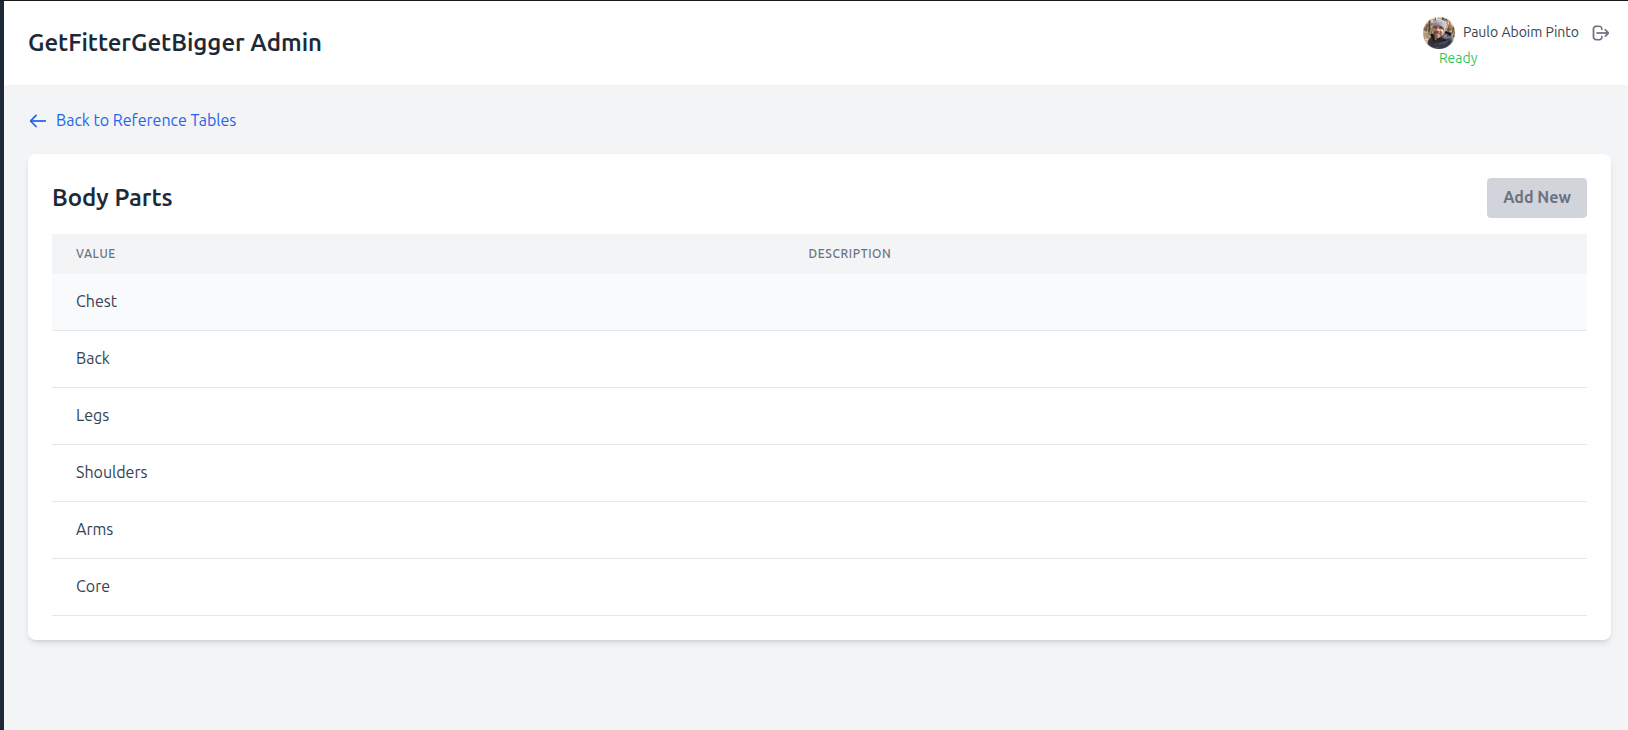 GetFitterGetBigger Admin
Paulo Aboim Pinto
Ready
Back to Reference Tables
Body Parts
Add New
VALUE DESCRIPTION
Chest
Back
Legs
Shoulders
Arms
Core